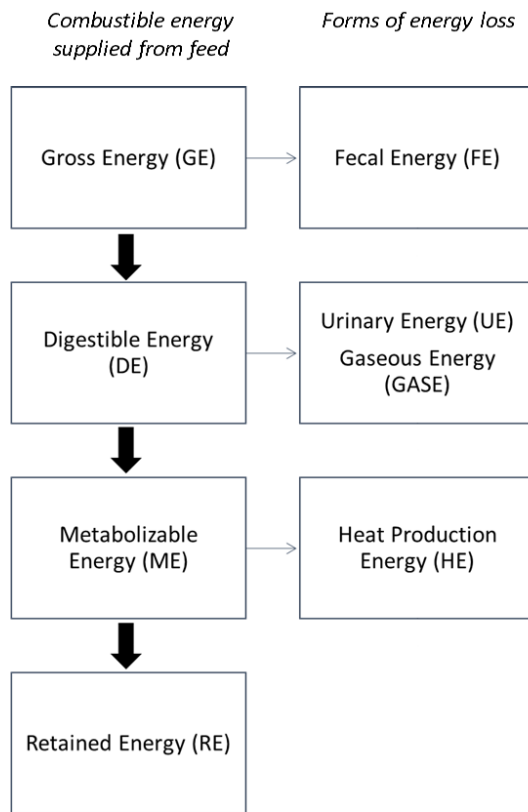 Combustible energy
supplied from feed
Forms of energy loss
Gross Energy (GE)
Fecal Energy (FE)
Digestible Energy
(DE)
Urinary Energy (UE)
Gaseous Energy
(GASE)
Metabolizable
Energy (ME)
Heat Production
Energy (HE)
Retained Energy (RE)